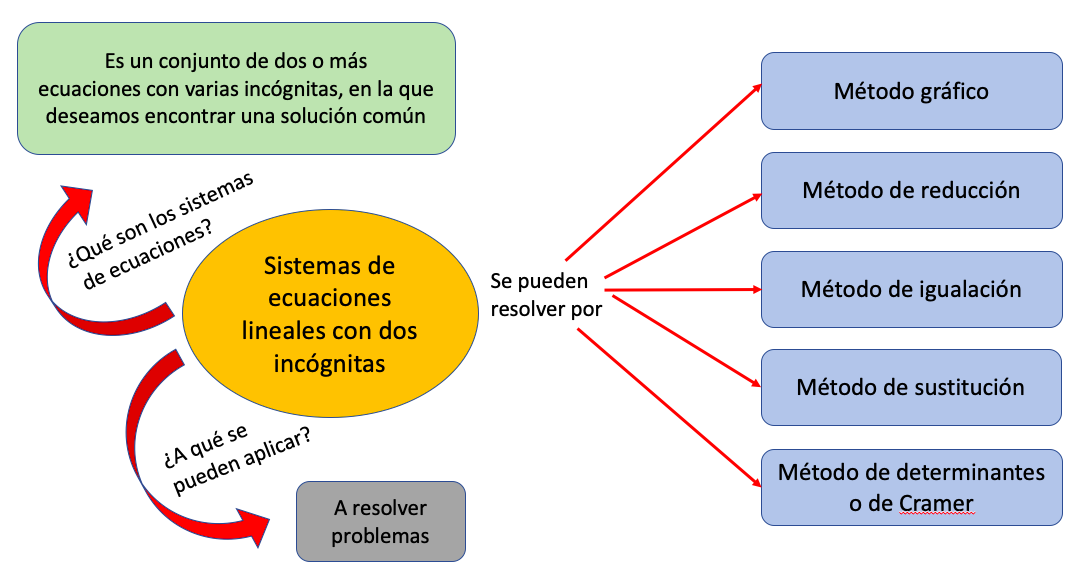 Es un conjunto de dos o más
ecuaciones con varias incógnitas, en la que
deseamos encontrar una solución común
¿Qué son los sistemas
de ecuaciones?
Sistemas de
ecuaciones
lineales con dos
incógnitas
¿A qué se
pueden aplicar?
A resolver
problemas
Se pueden
resolver por
Método gráfico
Método de reducción
Método de igualación
Método de sustitución
Método de determinantes
o de Cramer